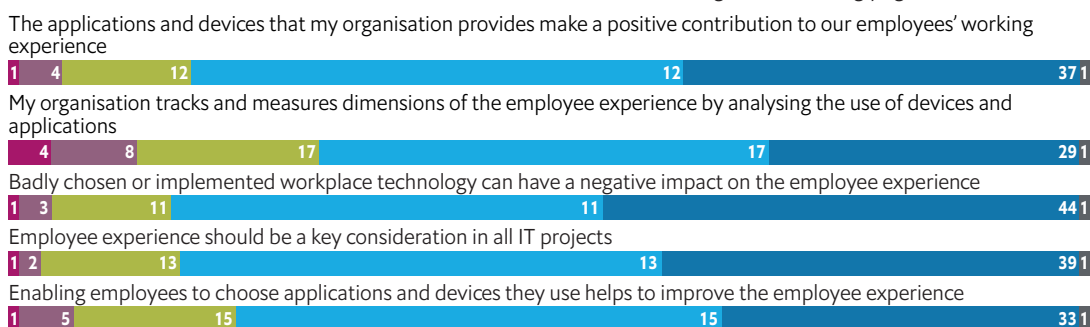 The applications and devices that my organisation provides make a positive contribution to our employees' working
experience
1 4 12 12 37 1
My organisation tracks and measures dimensions of the employee experience by analysing the use of devices and
applications
4 8 17 17 29 1
Badly chosen or implemented workplace technology can have a negative impact on the employee experience
1 3 11 11 44 1
Employee experience should be a key consideration in all IT projects
1 2 13 13 39 1
Enabling employees to choose applications and devices they use helps to improve the employee experience
1 5 15 15 33 1